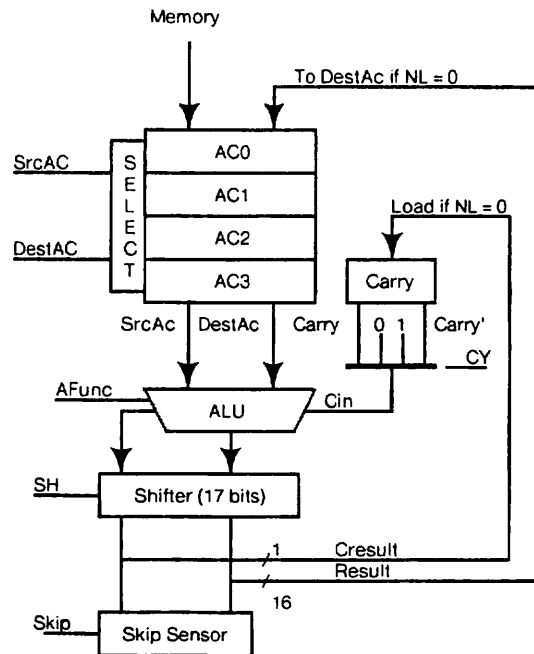 Memory
To DestAc if NL = 0
SrcAC
SELECT
AC0
AC1
AC2
AC3
DestAC
Load if NL = 0
Carry
SrcAc DestAc Carry 0 1 Carry'
CY
AFunc
ALU
Cin
SH
Shifter (17 bits)
1 Cresult
Result
16
Skip
Skip Sensor